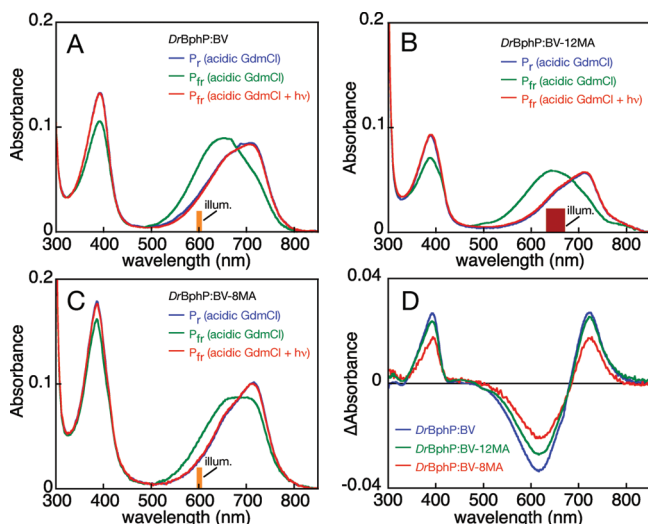 0.2
0.1
0
Absorbance
A
DrBphP:BV
Pr (acidic GdmCl)
Pfr (acidic GdmCl)
Pfr (acidic GdmCl + hν)
illum.
300 400 500 600 700 800
wavelength (nm)
0.2
0.1
0
Absorbance
B
DrBphP:BV-12MA
Pr (acidic GdmCl)
Pfr (acidic GdmCl)
Pfr (acidic GdmCl + hν)
illum.
300 400 500 600 700 800
wavelength (nm)
0.2
0.1
0
Absorbance
C
DrBphP:BV-8MA
Pr (acidic GdmCl)
Pfr (acidic GdmCl)
Pfr (acidic GdmCl + hν)
illum.
300 400 500 600 700 800
wavelength (nm)
0.04
0
-0.04
ΔAbsorbance
D
DrBphP:BV
DrBphP:BV-12MA
DrBphP:BV-8MA
300 400 500 600 700 800
wavelength (nm)